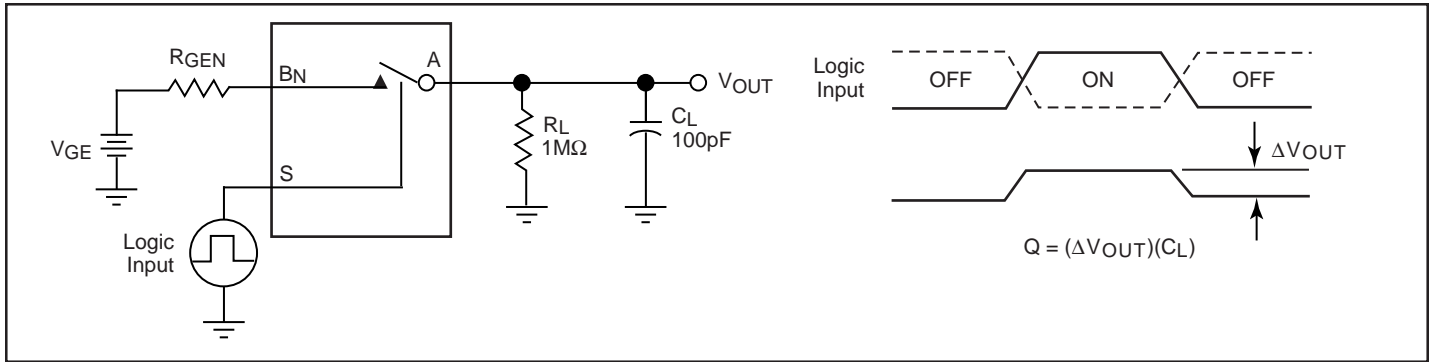 RGEN
BN
A
VOUT
VGE
RL
1MΩ
CL
100pF
S
Logic
Input
Logic
Input
OFF
ON
OFF
ΔVOUT
Q = (ΔVOUT)(CL)